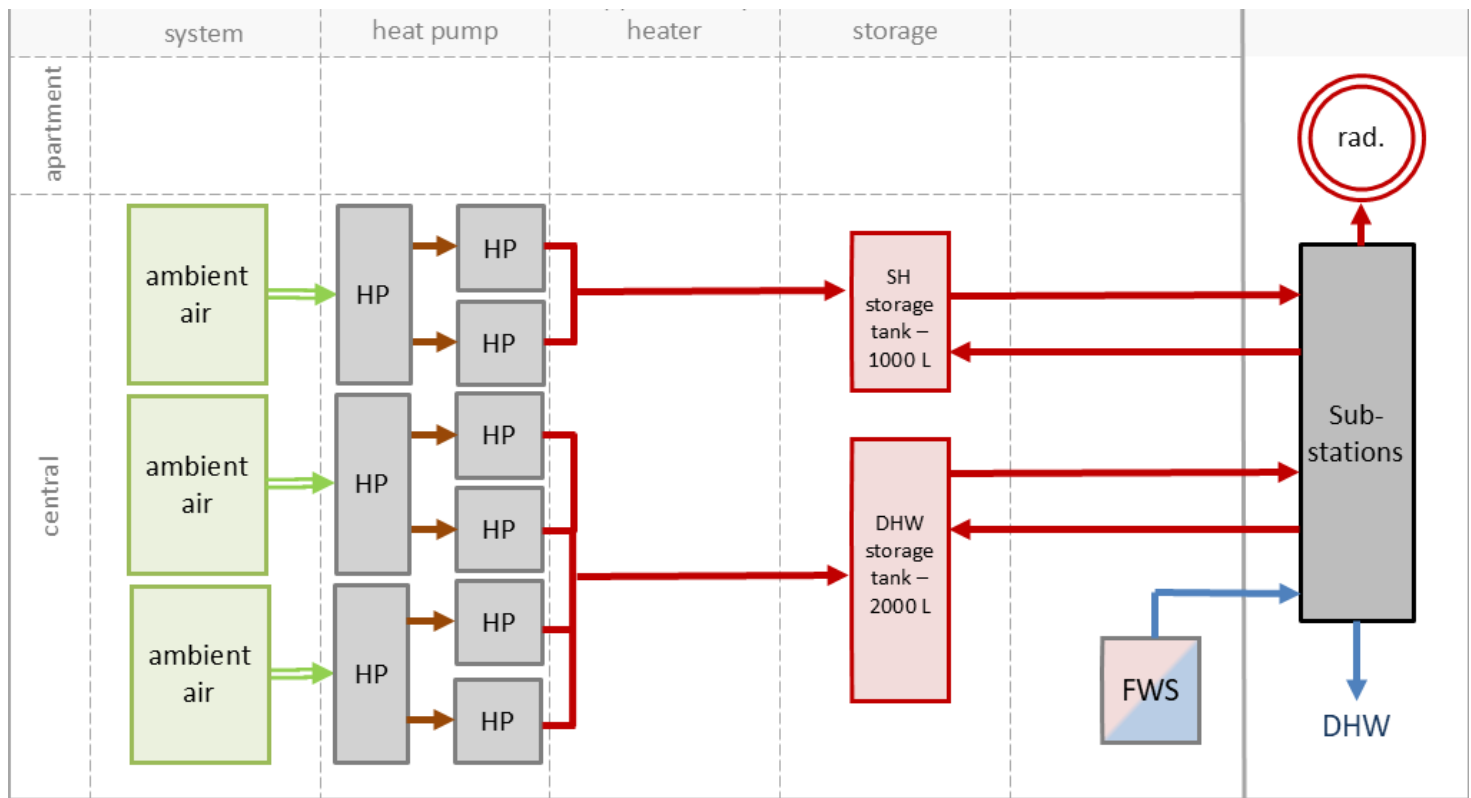 system
heat pump
heater
storage
apartment
central
rad.
ambient
air
HP
HP
HP
SH
storage
tank –
1000 L
ambient
air
HP
HP
HP
Sub-
stations
DHW
storage
tank –
2000 L
ambient
air
HP
HP
HP
FWS
DHW